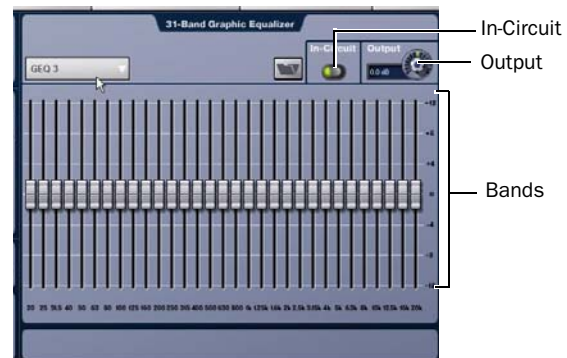 31-Band Graphic Equalizer
In-Circuit
Output
In-Circuit
Output
GEQ 3
0.0 dB
Bands
+12
+8
+4
0
-4
-8
-12
20 25 31.5 40 50 63 80 100 125 160 200 250 315 400 500 630 800 1k 1.25k 1.6k 2k 2.5k 3.15k 4k 5k 6.3k 8k 10k 12.5k 16k 20k